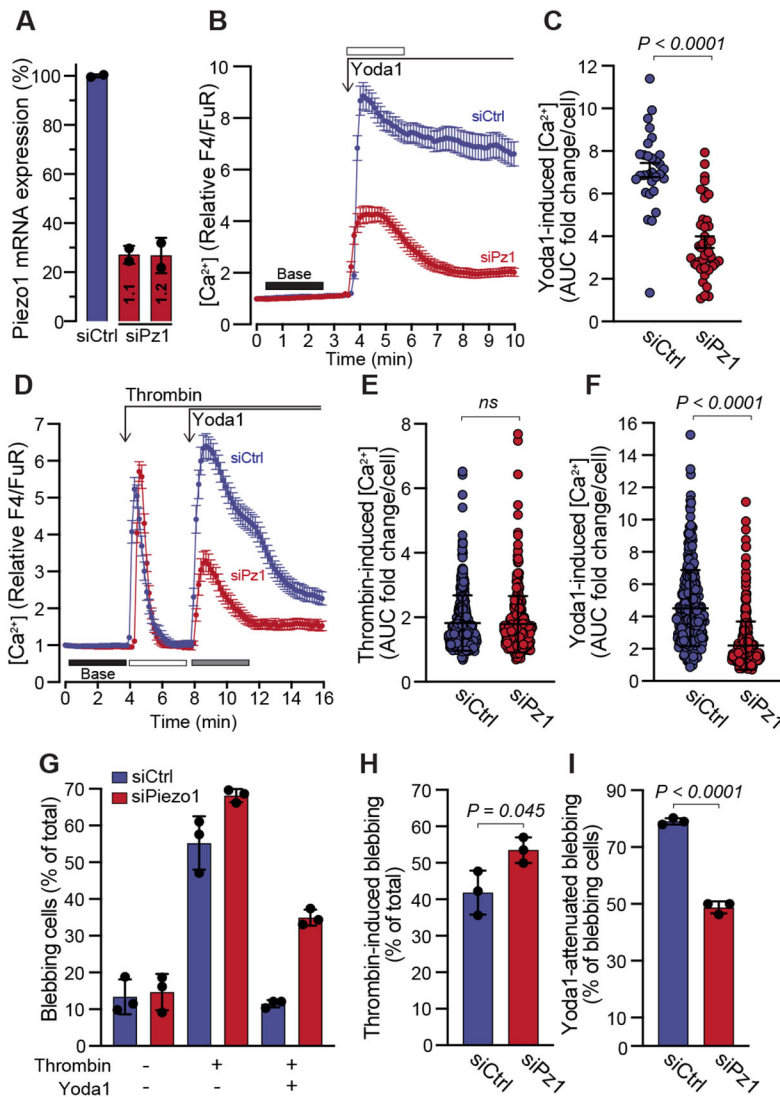 A
Piezo1 mRNA expression (%)
100
80
60
40
20
0
1.1
1.2
siCtrl
siPz1
B
[Ca²⁺] (Relative F4/FuR)
10
8
6
4
2
0
Yoda1
siCtrl
siPz1
Base
0 1 2 3 4 5 6 7 8 9 10
Time (min)
C
P < 0.0001
Yoda1-induced [Ca²⁺]
(AUC fold change/cell)
12
10
8
6
4
2
0
siCtrl
siPz1
D
Thrombin
Yoda1
[Ca²⁺] (Relative F4/FuR)
7
6
5
4
3
2
1
0
siCtrl
siPz1
Base
0 2 4 6 8 10 12 14 16
Time (min)
E
ns
Thrombin-induced [Ca²⁺]
(AUC fold change/cell)
8
6
4
2
0
siCtrl
siPz1
F
P < 0.0001
Yoda1-induced [Ca²⁺]
(AUC fold change/cell)
16
14
12
10
8
6
4
2
0
siCtrl
siPz1
G
siCtrl
siPiezo1
Blebbing cells (% of total)
70
60
50
40
30
20
10
0
Thrombin - + +
Yoda1 - - +
H
P = 0.045
Thrombin-induced blebbing
(% of total)
70
60
50
40
30
20
10
0
siCtrl
siPz1
I
P < 0.0001
Yoda1-attenuated blebbing
(% of blebbing cells)
90
70
50
30
0
siCtrl
siPz1